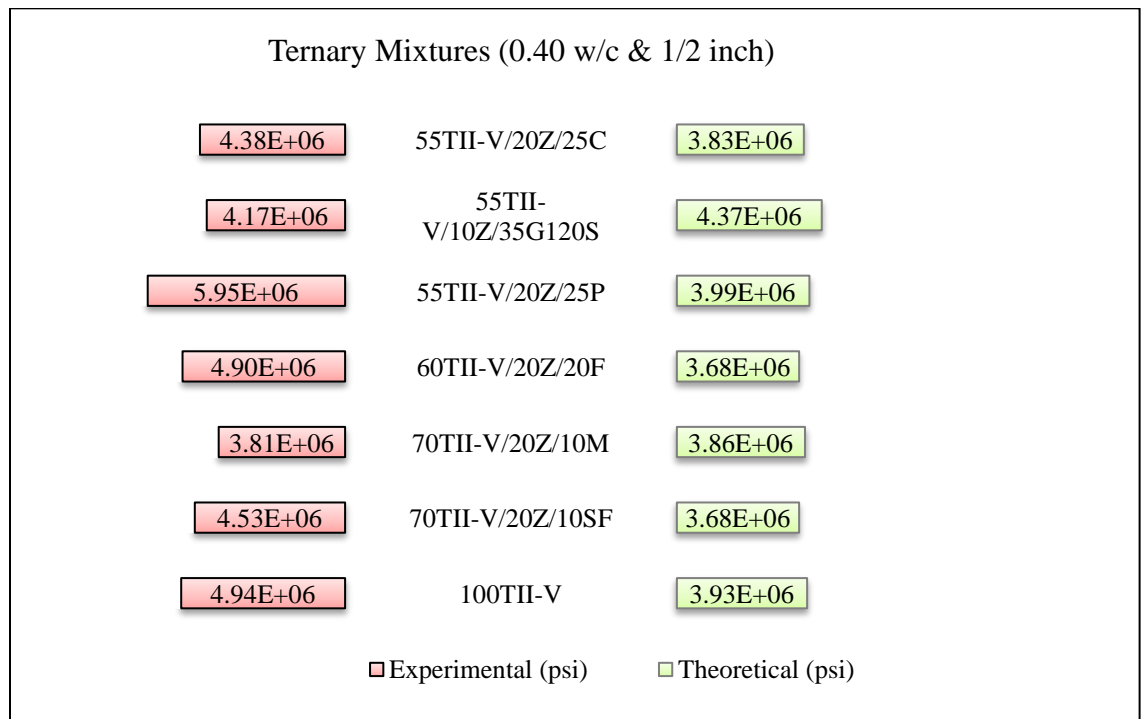 Ternary Mixtures (0.40 w/c & 1/2 inch)
4.38E+06 55TII-V/20Z/25C 3.83E+06
4.17E+06 55TII-
V/10Z/35G120S 4.37E+06
5.95E+06 55TII-V/20Z/25P 3.99E+06
4.90E+06 60TII-V/20Z/20F 3.68E+06
3.81E+06 70TII-V/20Z/10M 3.86E+06
4.53E+06 70TII-V/20Z/10SF 3.68E+06
4.94E+06 100TII-V 3.93E+06
Experimental (psi) Theoretical (psi)